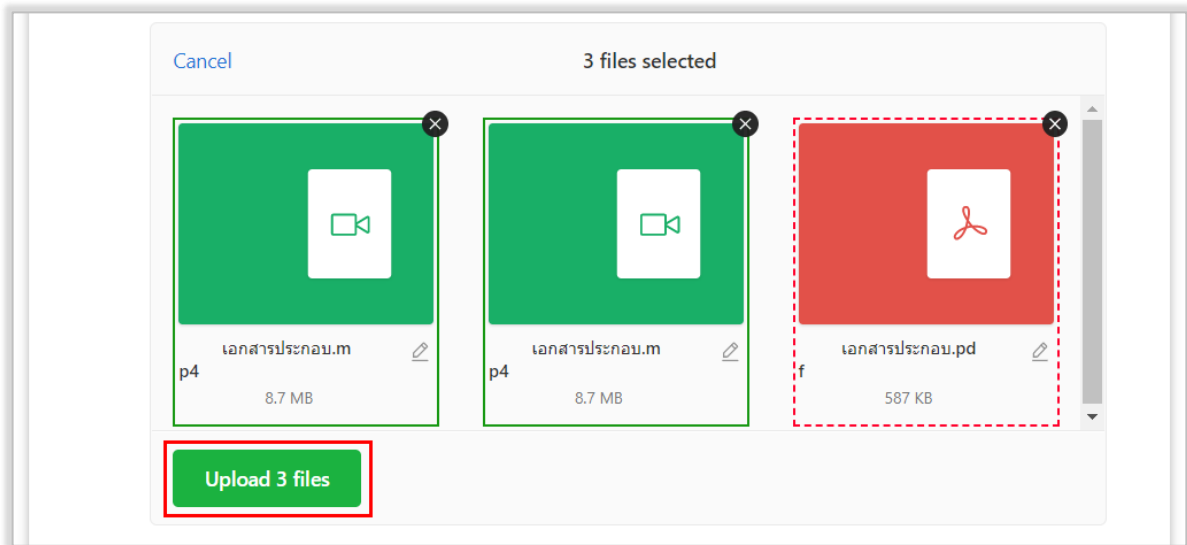 Cancel
3 files selected
เอกสารประกอบ.m
p4
8.7 MB
เอกสารประกอบ.m
p4
8.7 MB
เอกสารประกอบ.pd
f
587 KB
Upload 3 files